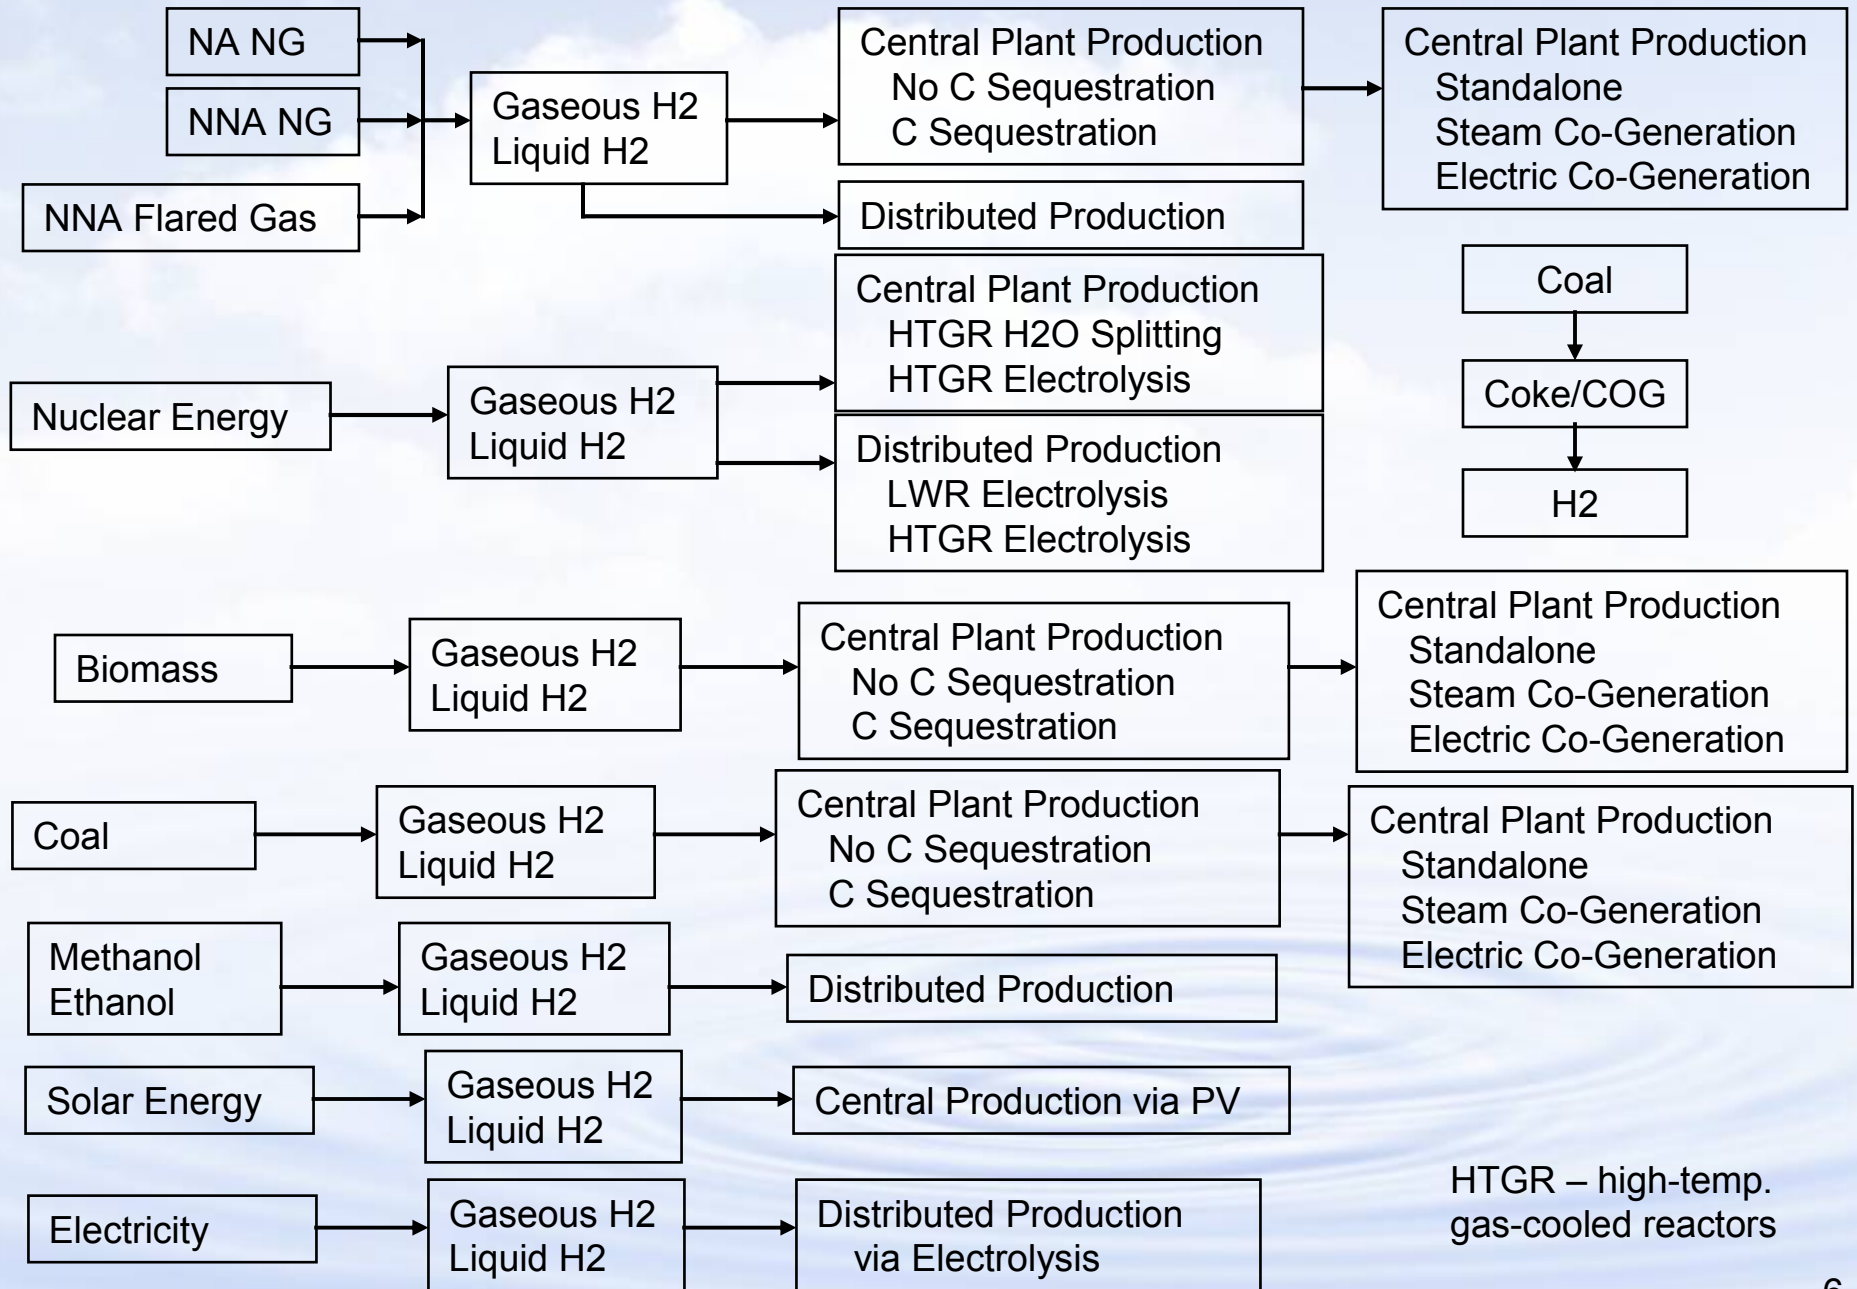 NA NG
NNA NG
NNA Flared Gas
Gaseous H2
Liquid H2
Central Plant Production
No C Sequestration
C Sequestration
Distributed Production
Central Plant Production
Standalone
Steam Co-Generation
Electric Co-Generation
Nuclear Energy
Gaseous H2
Liquid H2
Central Plant Production
HTGR H2O Splitting
HTGR Electrolysis
Distributed Production
LWR Electrolysis
HTGR Electrolysis
Coal
Coke/COG
H2
Biomass
Gaseous H2
Liquid H2
Central Plant Production
No C Sequestration
C Sequestration
Central Plant Production
Standalone
Steam Co-Generation
Electric Co-Generation
Coal
Gaseous H2
Liquid H2
Central Plant Production
No C Sequestration
C Sequestration
Central Plant Production
Standalone
Steam Co-Generation
Electric Co-Generation
Methanol
Ethanol
Gaseous H2
Liquid H2
Distributed Production
Solar Energy
Gaseous H2
Liquid H2
Central Production via PV
Electricity
Gaseous H2
Liquid H2
Distributed Production
via Electrolysis
HTGR – high-temp.
gas-cooled reactors
6